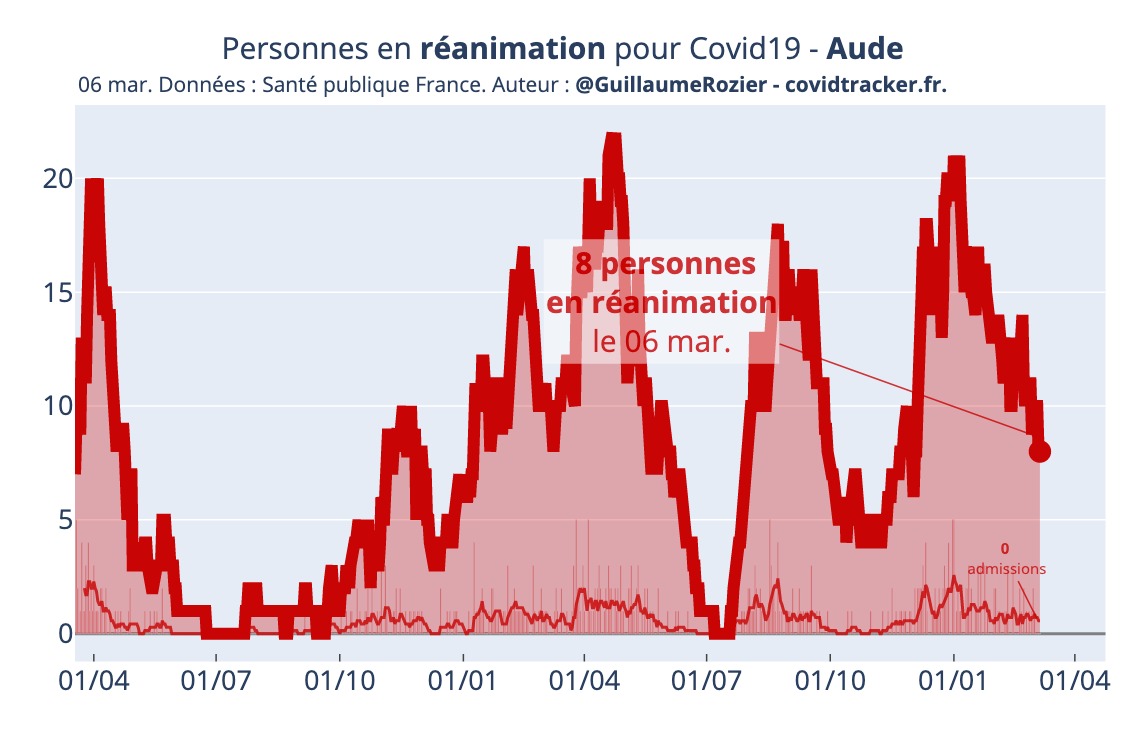 Personnes en réanimation pour Covid19 - Aude
06 mar. Données : Santé publique France. Auteur : @GuillaumeRozier - covidtracker.fr.
20
15
10
5
0
8 personnes
en réanimation
le 06 mar.
0
admissions
01/04
01/07
01/10
01/01
01/04
01/07
01/10
01/01
01/04